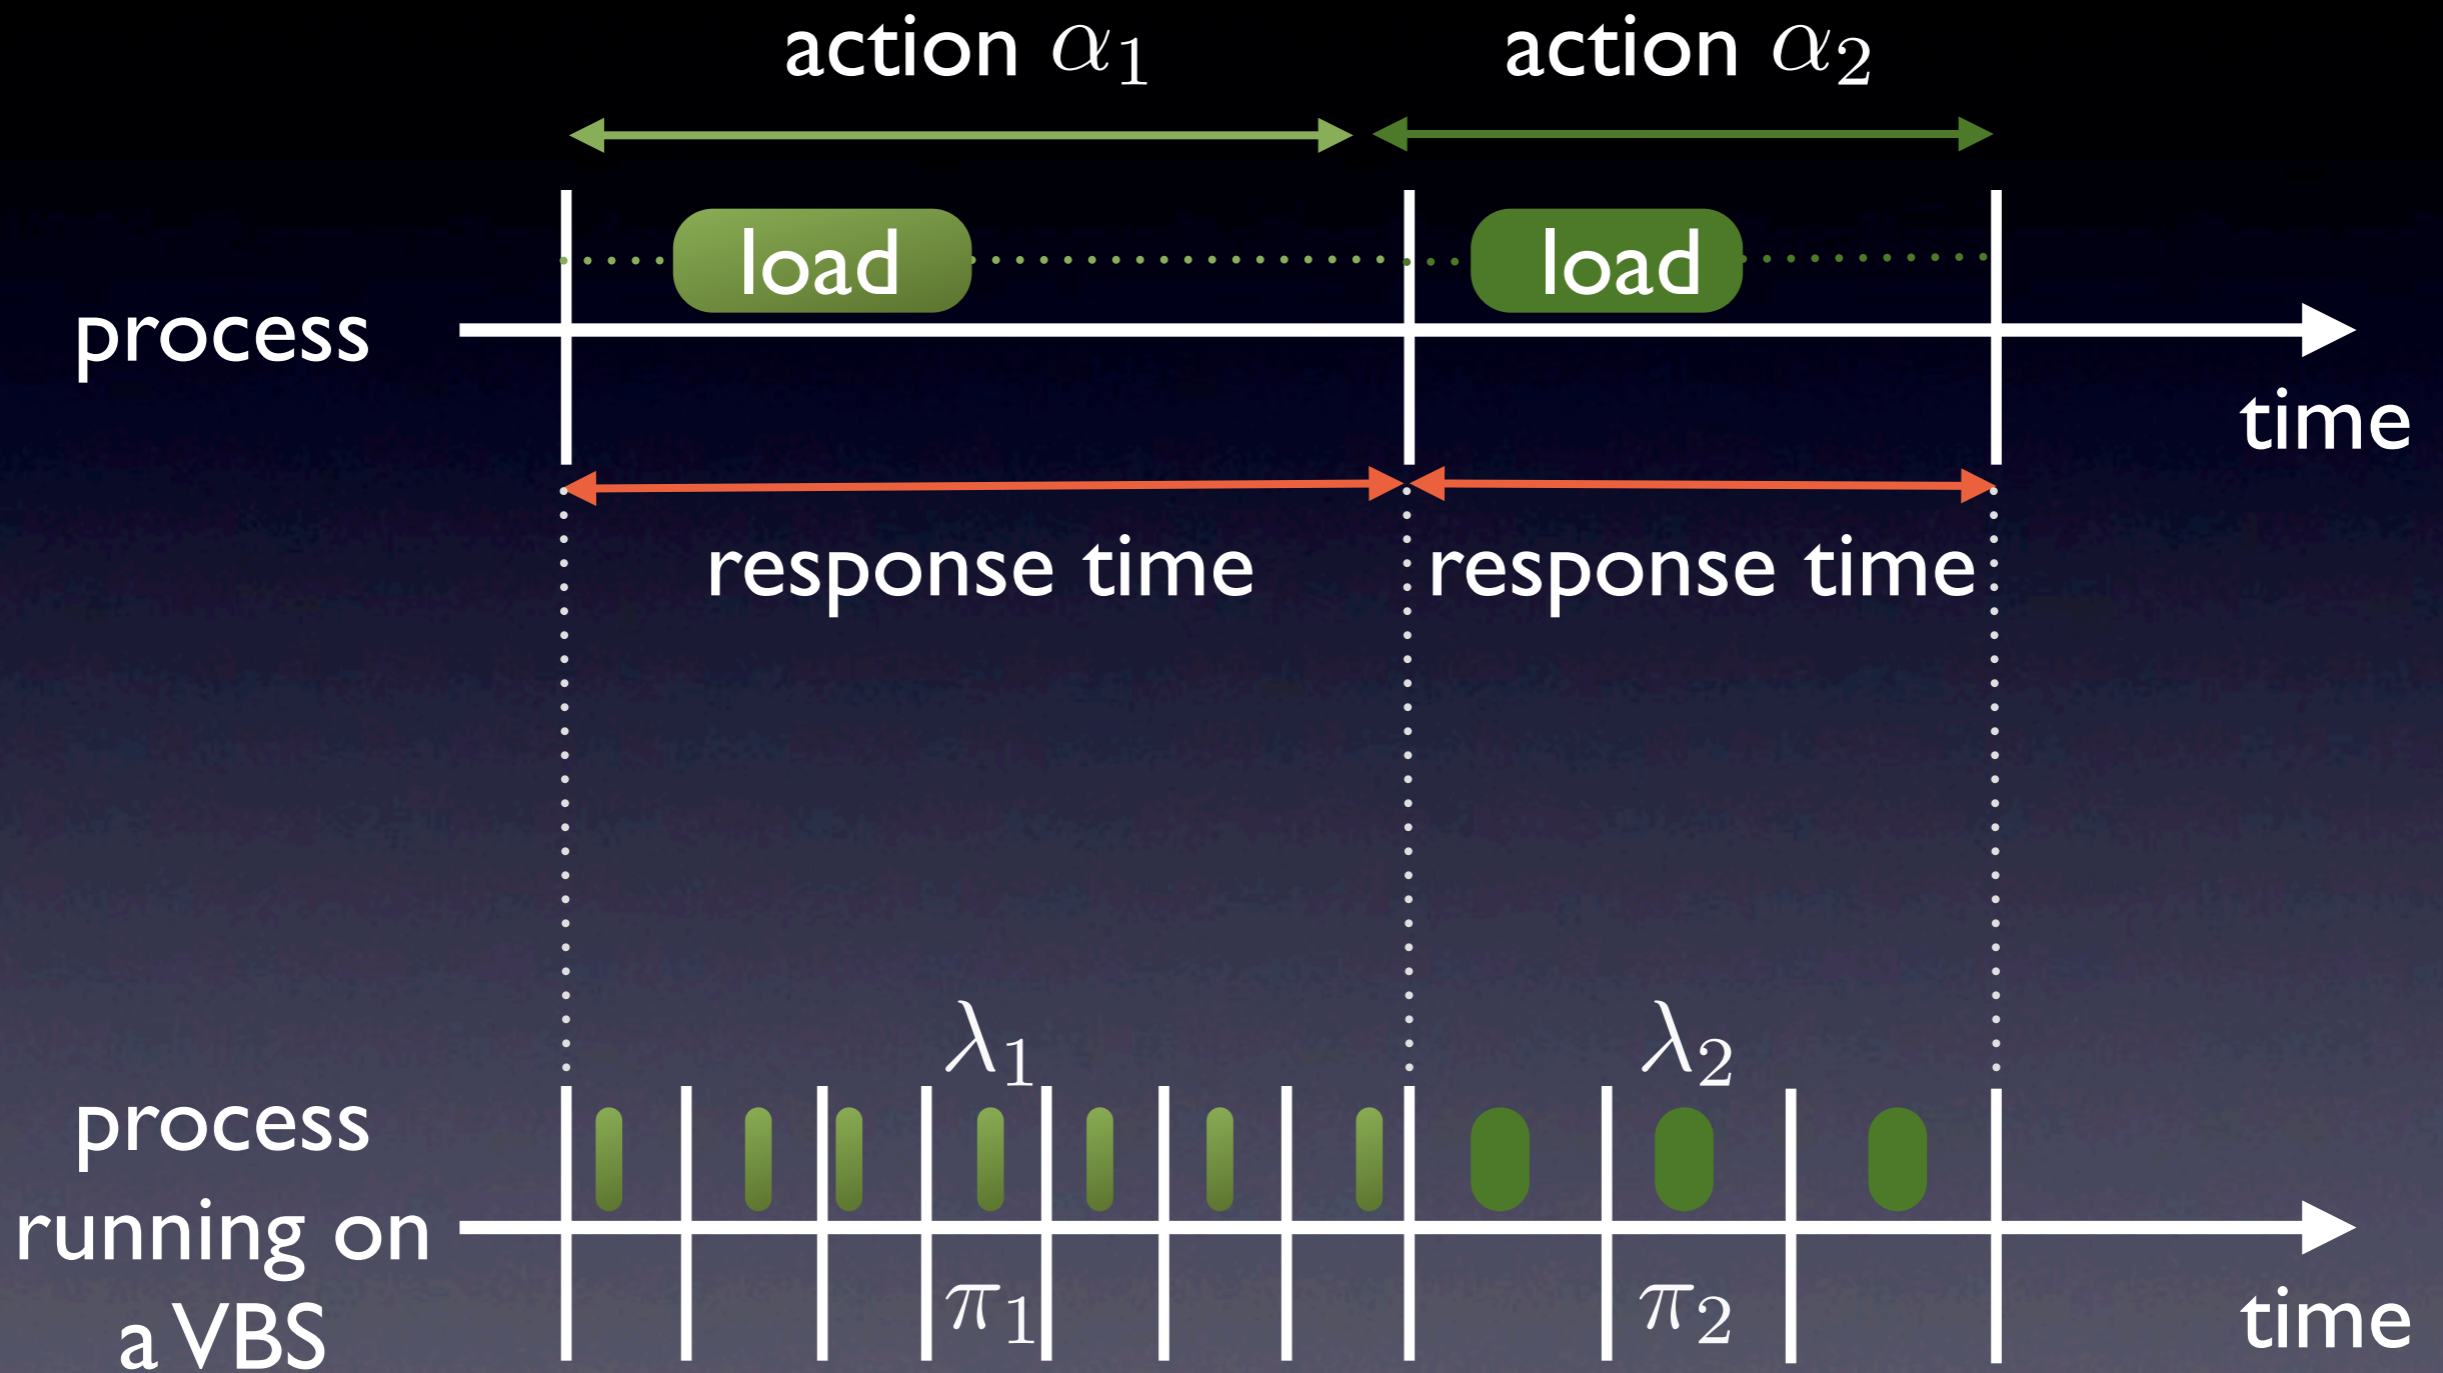 action α₁ action α₂
load load
process
time
response time response time
λ₁ λ₂
process
running on
a VBS
π₁ π₂
time